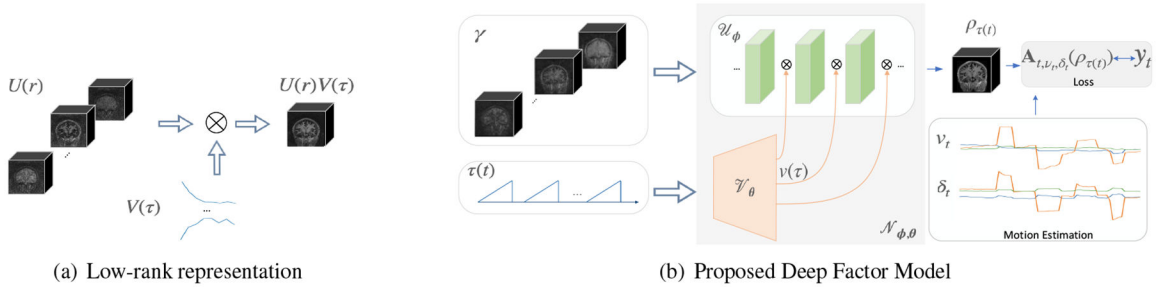 U(r)
U(r)V(τ)
⊗
...
V(τ)
...
(a) Low-rank representation
γ
...
τ(t)
...
𝒰_ϕ
... ⊗ ⊗ ⊗ ...
𝒱_θ
v(τ)
𝒩_ϕ,θ
ρ_τ(t)
A_t,ν_t,δ_t(ρ_τ(t)) y_t
Loss
ν_t
δ_t
Motion Estimation
(b) Proposed Deep Factor Model